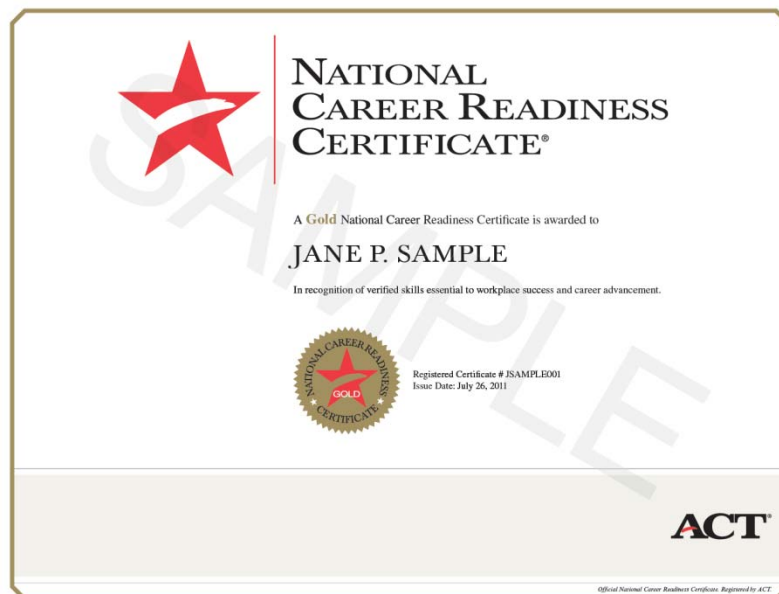 NATIONAL
CAREER READINESS
CERTIFICATE®
A Gold National Career Readiness Certificate is awarded to
JANE P. SAMPLE
In recognition of verified skills essential to workplace success and career advancement.
NATIONAL CAREER READINESS
GOLD
CERTIFICATE
Registered Certificate # JSAMPLE001
Issue Date: July 26, 2011
SAMPLE
ACT®
Official National Career Readiness Certificate. Registered by ACT.